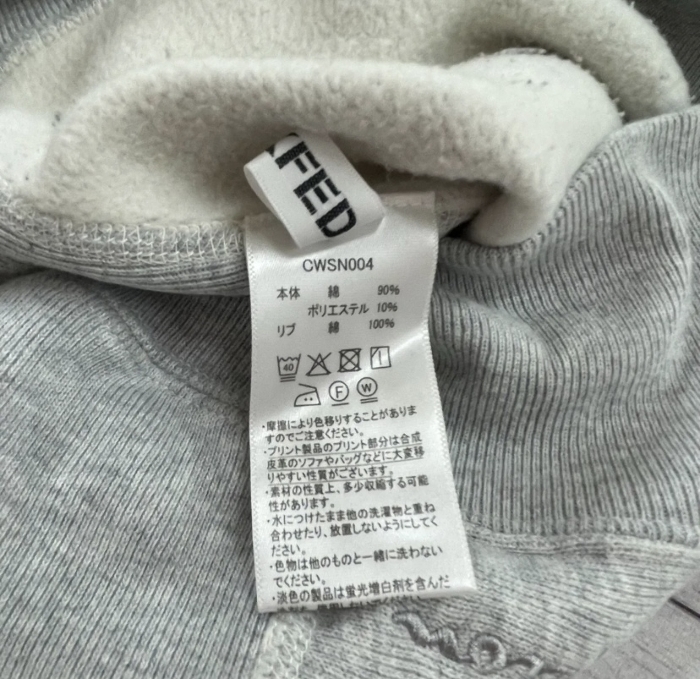 FED
CWSN004
本体 綿 90%
ポリエステル 10%
リブ 綿 100%
40
F W
・摩擦により色移りすることがありま
すのでご注意ください。
・プリント製品のプリント部分は合成
皮革のソファやバッグなどに大変移
りやすい性質がございます。
・素材の性質上、多少収縮する可能
性があります。
・水につけたまま他の洗濯物と重ね
合わせたり、放置しないようにしてく
ださい。
・色物は他のものと一緒に洗わない
でください。
・淡色の製品は蛍光増白剤を含んだ